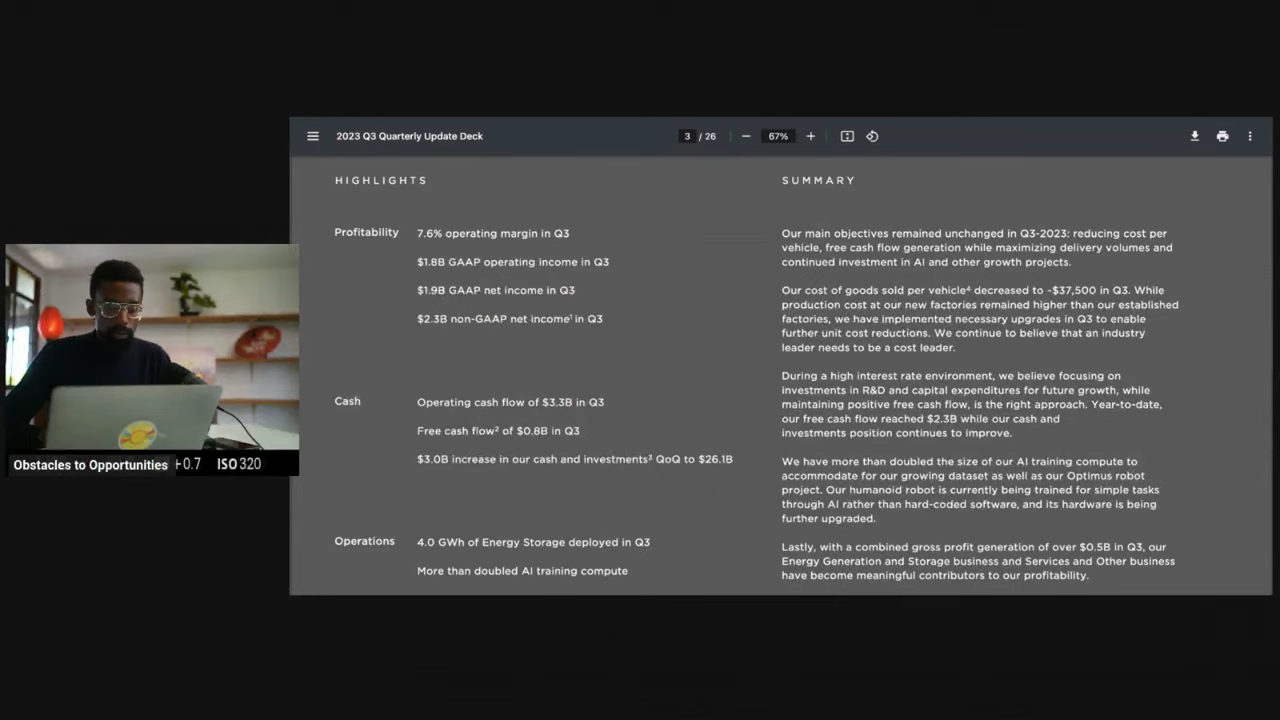 2023 Q3 Quarterly Update Deck
3 / 26
67%
HIGHLIGHTS
Profitability
7.6% operating margin in Q3
$1.8B GAAP operating income in Q3
$1.9B GAAP net income in Q3
$2.3B non-GAAP net income¹ in Q3
Cash
Operating cash flow of $3.3B in Q3
Free cash flow² of $0.8B in Q3
$3.0B increase in our cash and investments³ QoQ to $26.1B
Operations
4.0 GWh of Energy Storage deployed in Q3
More than doubled AI training compute
SUMMARY
Our main objectives remained unchanged in Q3-2023: reducing cost per
vehicle, free cash flow generation while maximizing delivery volumes and
continued investment in AI and other growth projects.
Our cost of goods sold per vehicle⁴ decreased to ~$37,500 in Q3. While
production cost at our new factories remained higher than our established
factories, we have implemented necessary upgrades in Q3 to enable
further unit cost reductions. We continue to believe that an industry
leader needs to be a cost leader.
During a high interest rate environment, we believe focusing on
investments in R&D and capital expenditures for future growth, while
maintaining positive free cash flow, is the right approach. Year-to-date,
our free cash flow reached $2.3B while our cash and
investments position continues to improve.
We have more than doubled the size of our AI training compute to
accommodate for our growing dataset as well as our Optimus robot
project. Our humanoid robot is currently being trained for simple tasks
through AI rather than hard-coded software, and its hardware is being
further upgraded.
Lastly, with a combined gross profit generation of over $0.5B in Q3, our
Energy Generation and Storage business and Services and Other business
have become meaningful contributors to our profitability.
Obstacles to Opportunities
+0.7 ISO 320